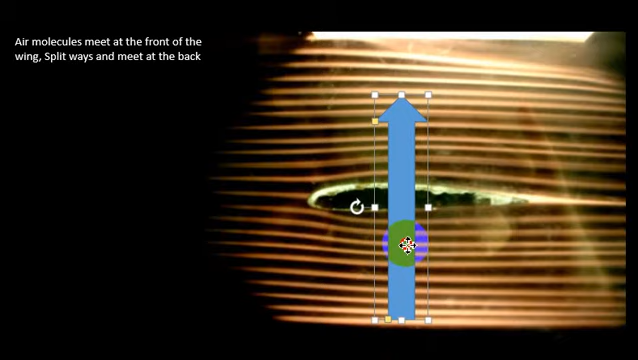 Air molecules meet at the front of the
wing, Split ways and meet at the back